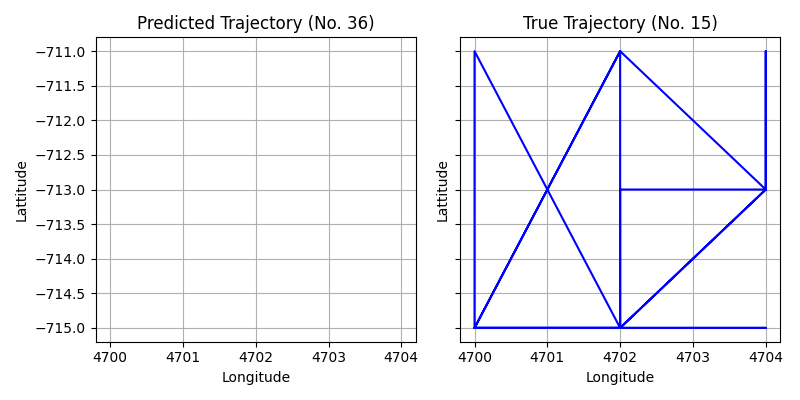 Predicted Trajectory (No. 36)
True Trajectory (No. 15)
−711.0
−711.5
−712.0
−712.5
−713.0
−713.5
−714.0
−714.5
−715.0
Lattitude
Lattitude
4700 4701 4702 4703 4704
4700 4701 4702 4703 4704
Longitude
Longitude